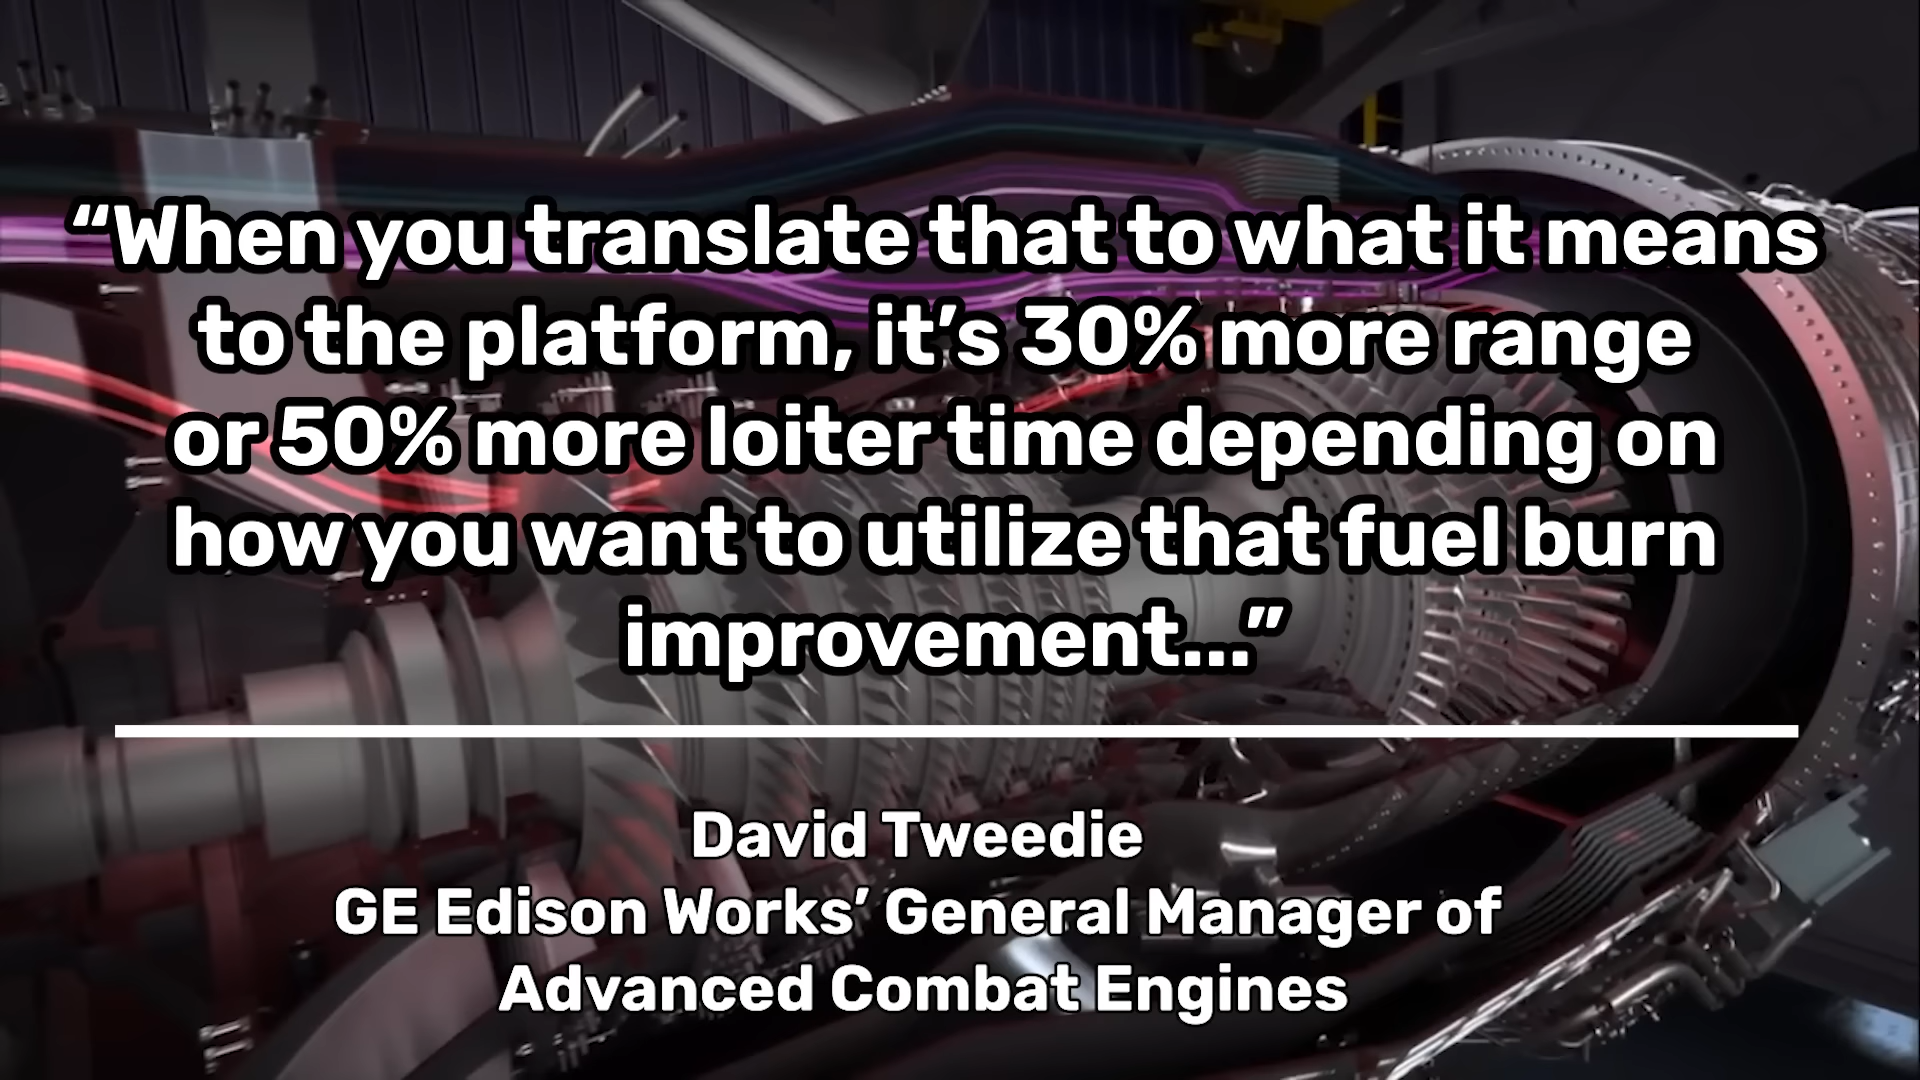 “When you translate that to what it means
to the platform, it’s 30% more range
or 50% more loiter time depending on
how you want to utilize that fuel burn
improvement...”
David Tweedie
GE Edison Works’ General Manager of
Advanced Combat Engines